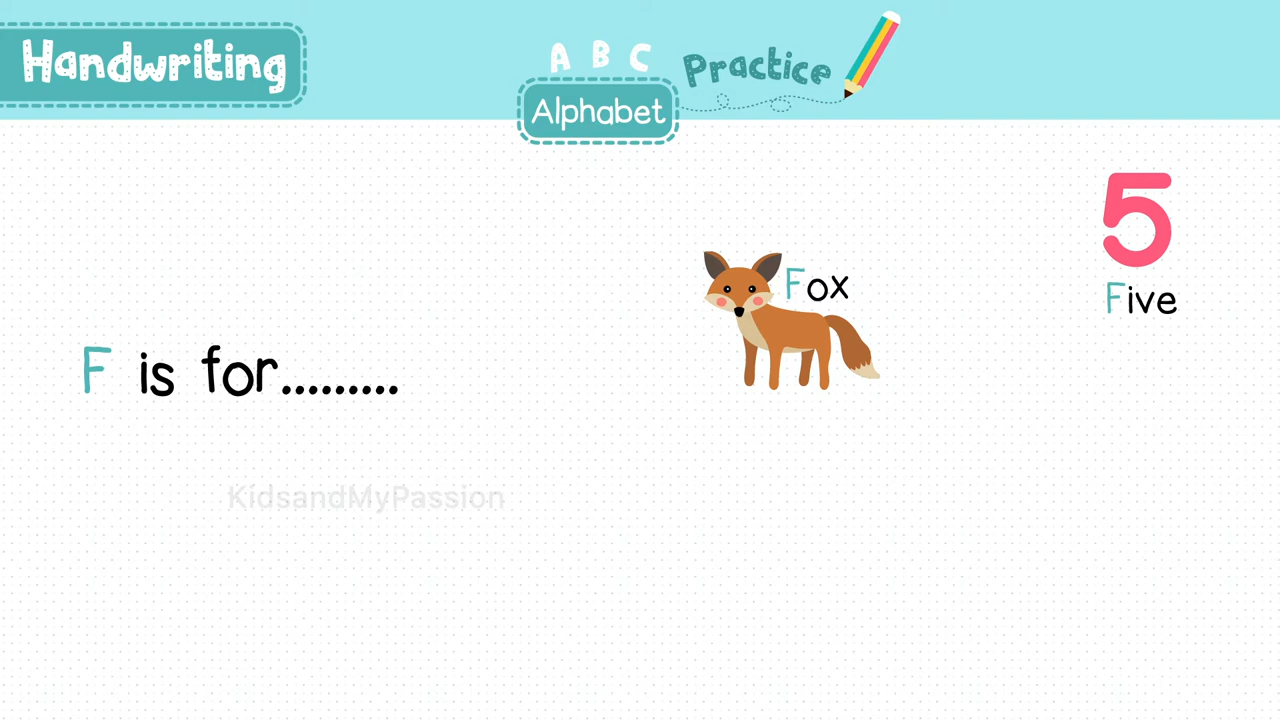 Handwriting
A B C
Alphabet
Practice
5
Fox
Five
F is for.........
KidsandMyPassion